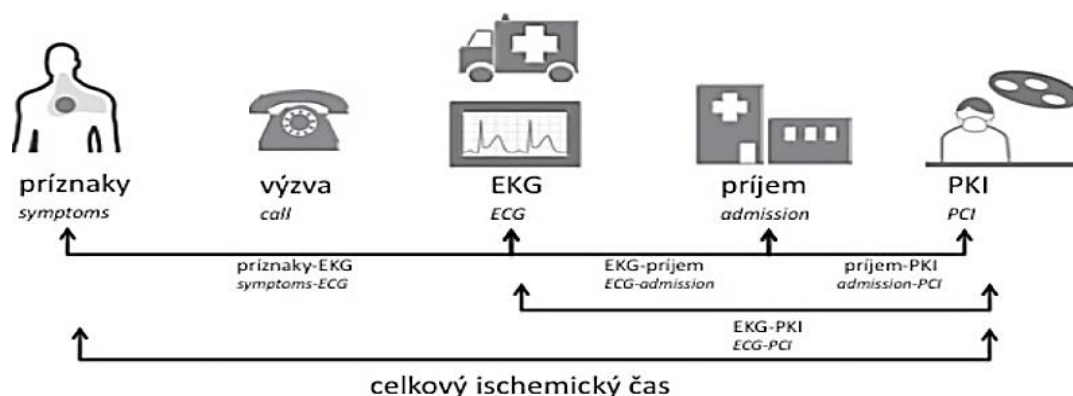 príznaky
symptoms
výzva
call
EKG
ECG
príjem
admission
PKI
PCI
príznaky-EKG
symptoms-ECG
EKG-príjem
ECG-admission
príjem-PKI
admission-PCI
EKG-PKI
ECG-PCI
celkový ischemický čas